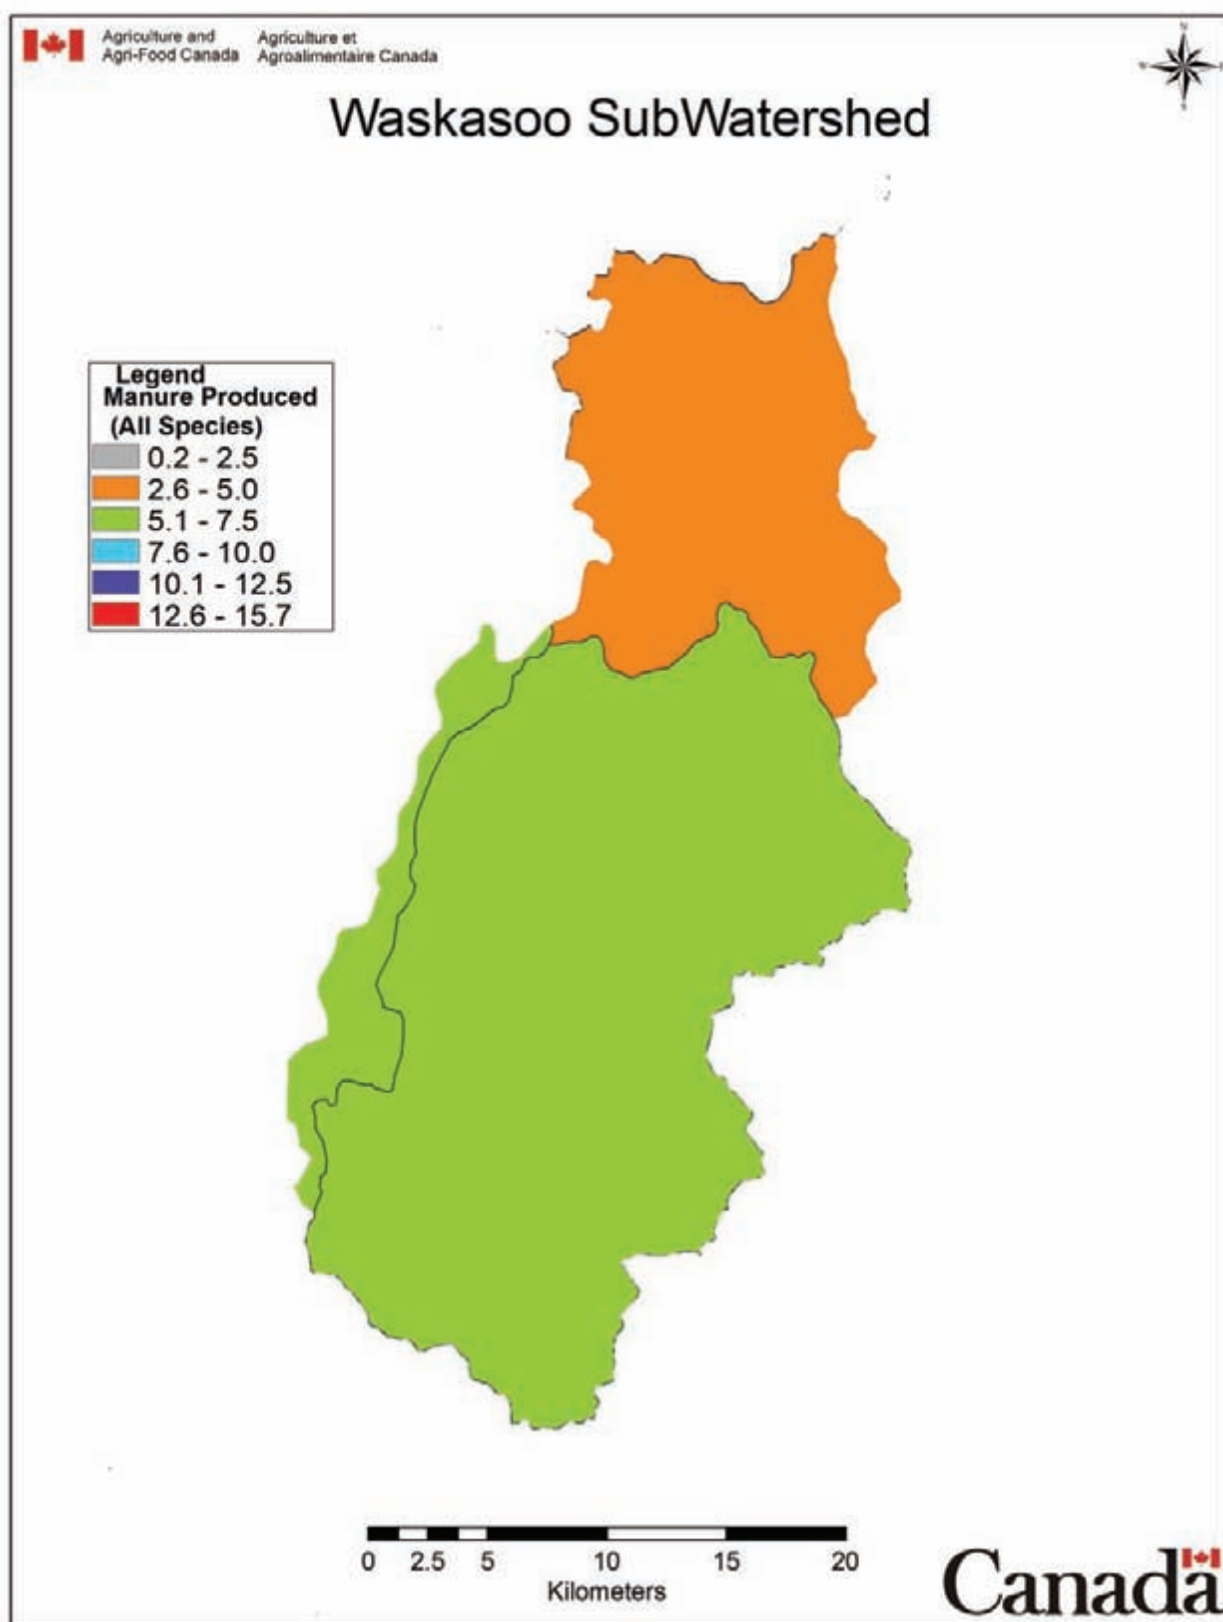 Agriculture and Agriculture et
Agri-Food Canada Agroalimentaire Canada
Waskasoo SubWatershed
Legend
Manure Produced
(All Species)
0.2 - 2.5
2.6 - 5.0
5.1 - 7.5
7.6 - 10.0
10.1 - 12.5
12.6 - 15.7
0 2.5 5 10 15 20
Kilometers
Canada